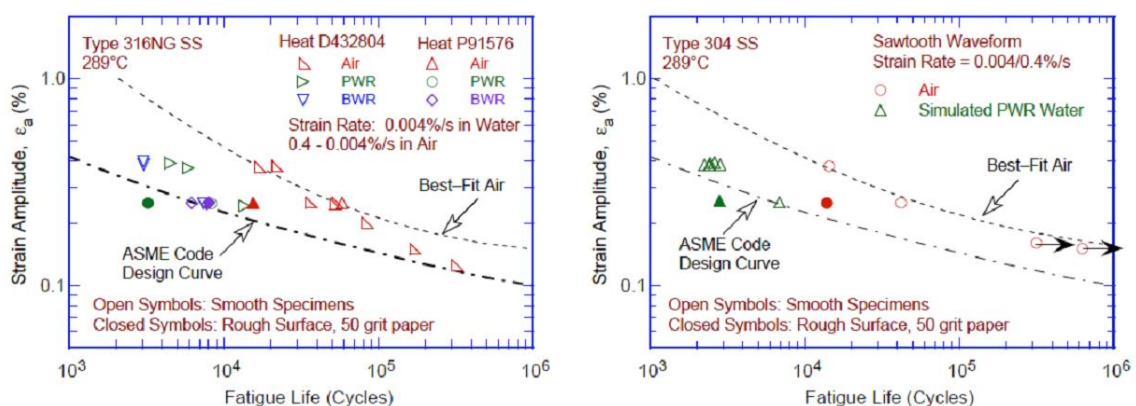 Type 316NG SS
289°C
Heat D432804
Heat P91576
Air
Air
PWR
PWR
BWR
BWR
Strain Rate: 0.004%/s in Water
0.4 - 0.004%/s in Air
Best–Fit Air
ASME Code
Design Curve
Open Symbols: Smooth Specimens
Closed Symbols: Rough Surface, 50 grit paper
Strain Amplitude, εa (%)
1.0
0.1
10³
10⁴
10⁵
10⁶
Fatigue Life (Cycles)
Type 304 SS
289°C
Sawtooth Waveform
Strain Rate = 0.004/0.4%/s
Air
Simulated PWR Water
Best–Fit Air
ASME Code
Design Curve
Open Symbols: Smooth Specimens
Closed Symbols: Rough Surface, 50 grit paper
Strain Amplitude, εa (%)
1.0
0.1
10³
10⁴
10⁵
10⁶
Fatigue Life (Cycles)